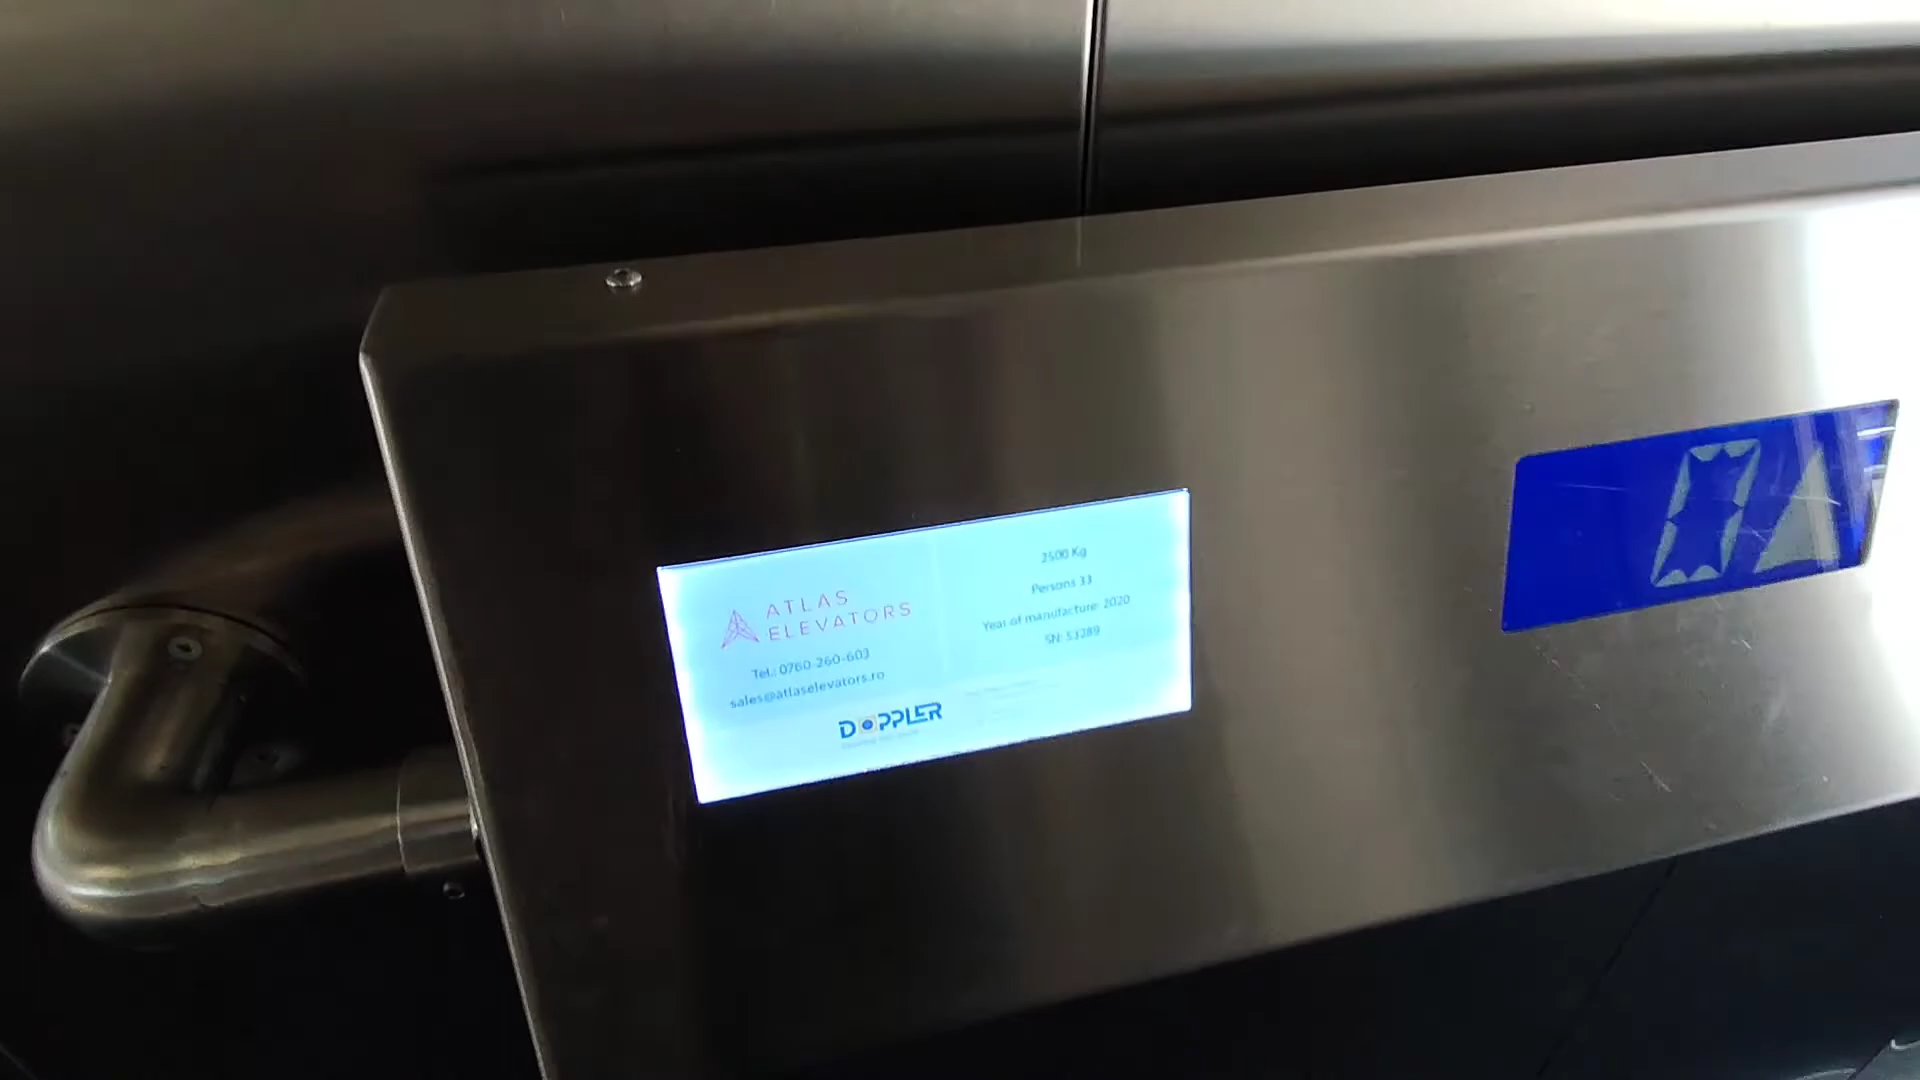 ATLAS
ELEVATORS
Tel.: 0760-260-603
sales@atlaselevators.ro
2500 Kg
Persons 33
Year of manufacture: 2020
SN: 53289
DOPPLER
0